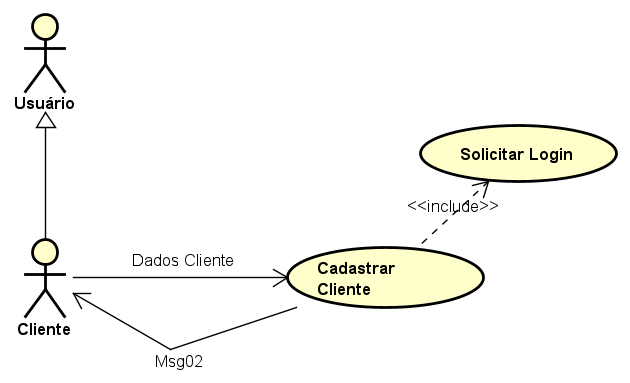 Usuário
Solicitar Login
<<include>>
Dados Cliente
Cadastrar
Cliente
Cliente
Msg02